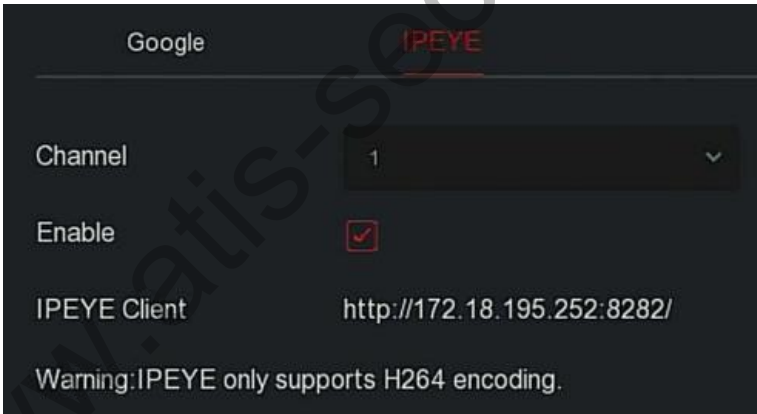 Google IPEYE
Channel 1
Enable
IPEYE Client http://172.18.195.252:8282/
Warning:IPEYE only supports H264 encoding.